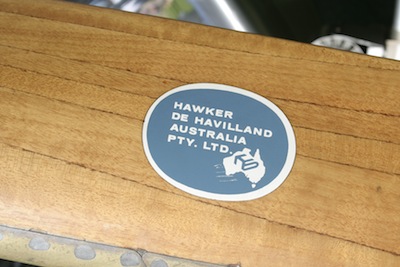 HAWKER
DE HAVILLAND
AUSTRALIA
PTY. LTD.